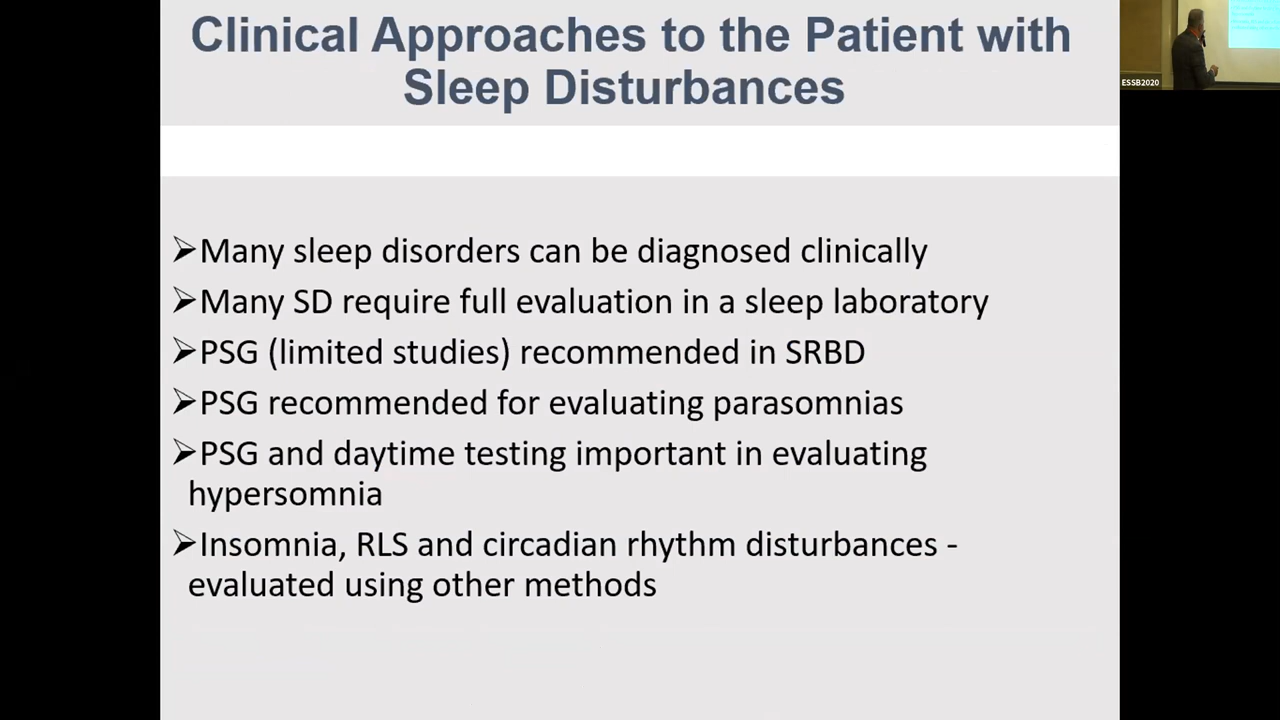 Clinical Approaches to the Patient with
Sleep Disturbances
ESSB2020
➢Many sleep disorders can be diagnosed clinically
➢Many SD require full evaluation in a sleep laboratory
➢PSG (limited studies) recommended in SRBD
➢PSG recommended for evaluating parasomnias
➢PSG and daytime testing important in evaluating
hypersomnia
➢Insomnia, RLS and circadian rhythm disturbances -
evaluated using other methods